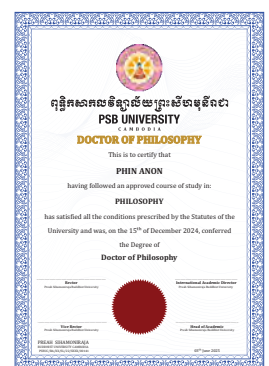 ពុទ្ធិកសាកលវិទ្យាល័យព្រះសីហមុនីរាជា
PSB UNIVERSITY
CAMBODIA
DOCTOR OF PHILOSOPHY
This is to certify that
PHIN ANON
having followed an approved course of study in:
PHILOSOPHY
has satisfied all the conditions prescribed by the Statutes of the
University and was, on the 15th of December 2024, conferred
the Degree of
Doctor of Philosophy
Rector
International Academic Director
Vice-Rector
Head of Academic
PREAH SIHAMONIRAJA
BUDDHIST UNIVERSITY CAMBODIA